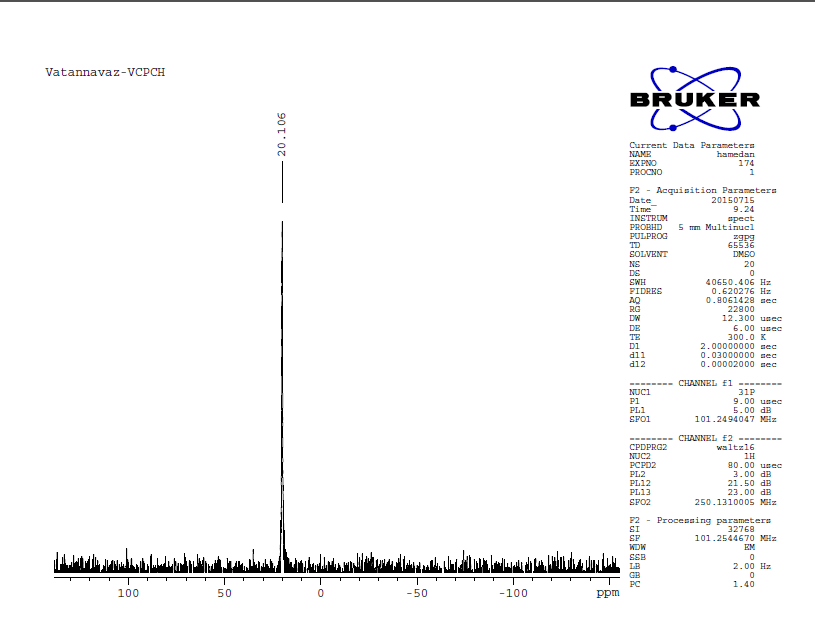 Vatannavaz-VCPCH
20.106
BRUKER
Current Data Parameters
NAME hamedan
EXPNO 174
PROCNO 1
F2 - Acquisition Parameters
Date_ 20150715
Time 9.24
INSTRUM spect
PROBHD 5 mm Multinucl
PULPROG zgpg
TD 65536
SOLVENT DMSO
NS 20
DS 0
SWH 40650.406 Hz
FIDRES 0.620276 Hz
AQ 0.8061428 sec
RG 22800
DW 12.300 usec
DE 6.00 usec
TE 300.0 K
D1 2.00000000 sec
d11 0.03000000 sec
d12 0.00002000 sec
======== CHANNEL f1 ========
NUC1 31P
P1 9.00 usec
PL1 5.00 dB
SFO1 101.2494047 MHz
======== CHANNEL f2 ========
CPDPRG2 waltz16
NUC2 1H
PCPD2 80.00 usec
PL2 3.00 dB
PL12 21.50 dB
PL13 23.00 dB
SFO2 250.1310005 MHz
F2 - Processing parameters
SI 32768
SF 101.2544670 MHz
WDW EM
SSB 0
LB 2.00 Hz
GB 0
PC 1.40
100 50 0 -50 -100 ppm